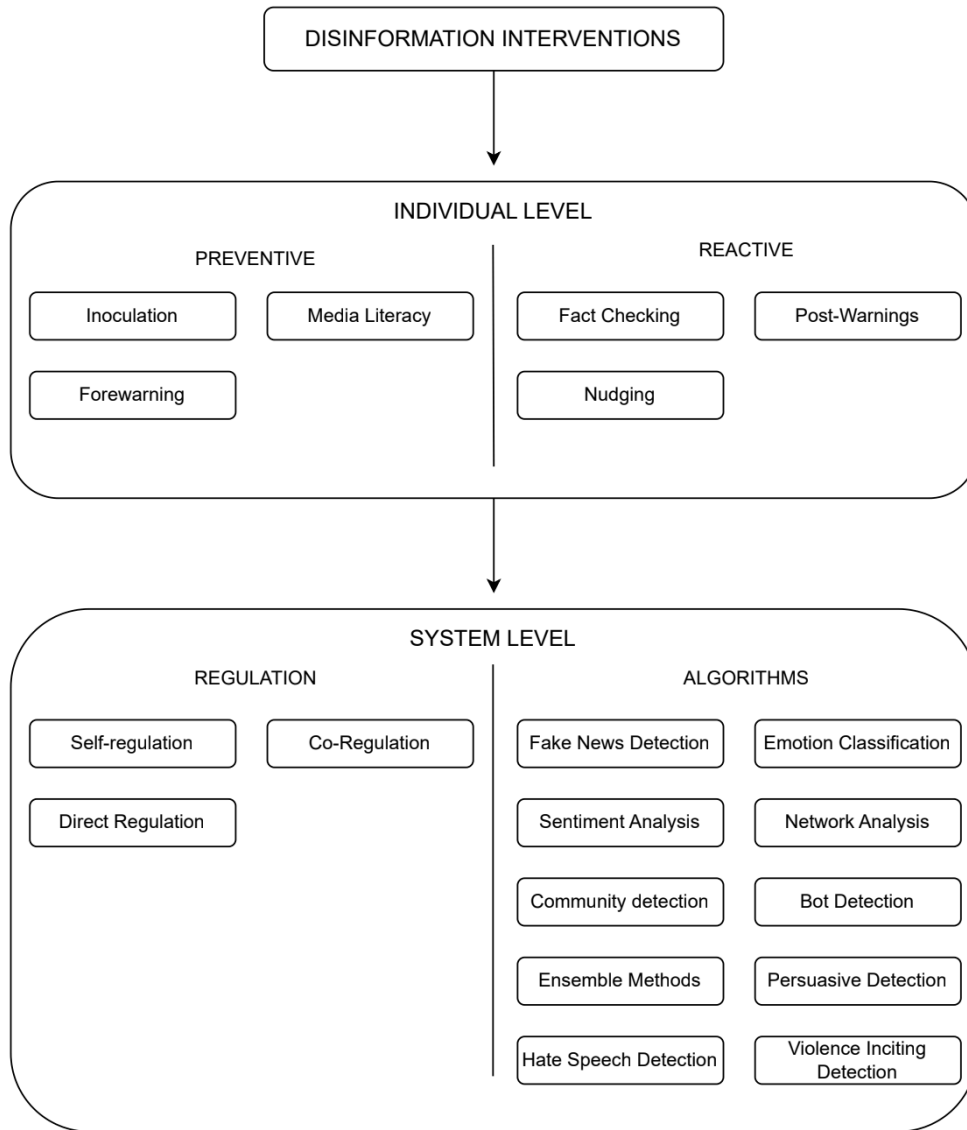 DISINFORMATION INTERVENTIONS
INDIVIDUAL LEVEL
PREVENTIVE
Inoculation
Media Literacy
Forewarning
REACTIVE
Fact Checking
Post-Warnings
Nudging
SYSTEM LEVEL
REGULATION
Self-regulation
Co-Regulation
Direct Regulation
ALGORITHMS
Fake News Detection
Emotion Classification
Sentiment Analysis
Network Analysis
Community detection
Bot Detection
Ensemble Methods
Persuasive Detection
Hate Speech Detection
Violence Inciting
Detection